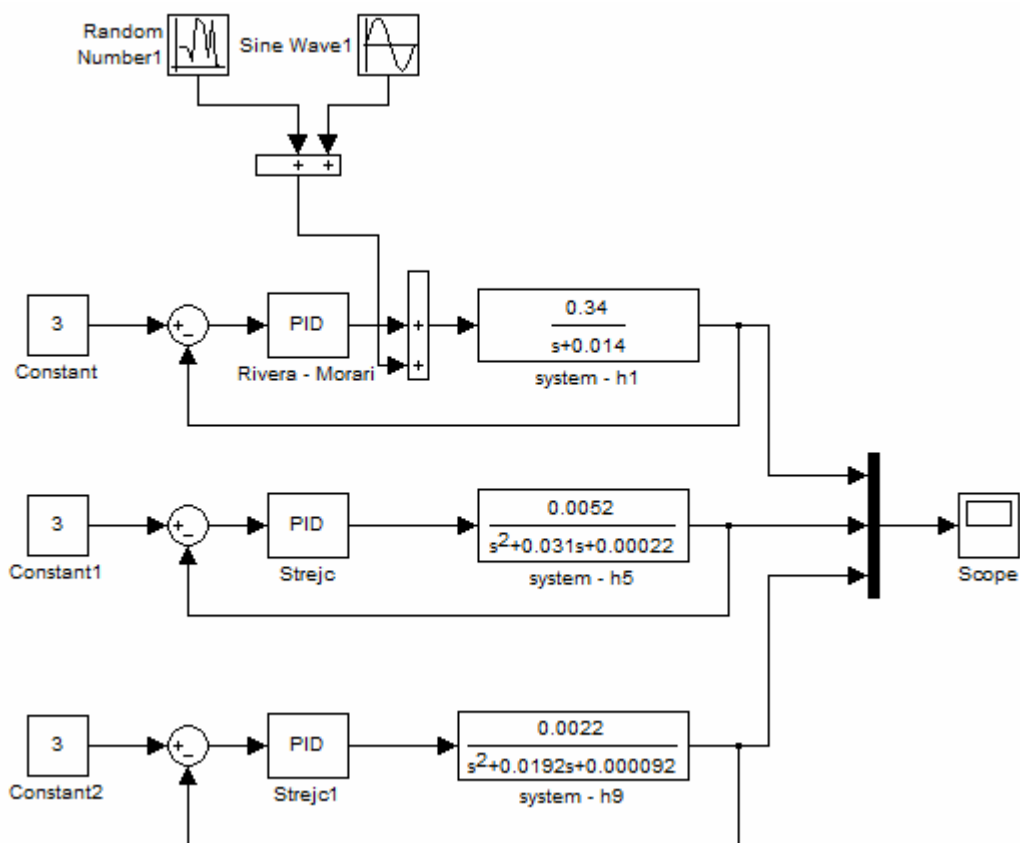 Random
Number1
Sine Wave1
+ +
3
+
−
PID
+
+
0.34
s+0.014
Constant
Rivera - Morari
system - h1
3
+
−
PID
0.0052
s²+0.031s+0.00022
Constant1
Strejc
system - h5
Scope
3
+
−
PID
0.0022
s²+0.0192s+0.000092
Constant2
Strejc1
system - h9